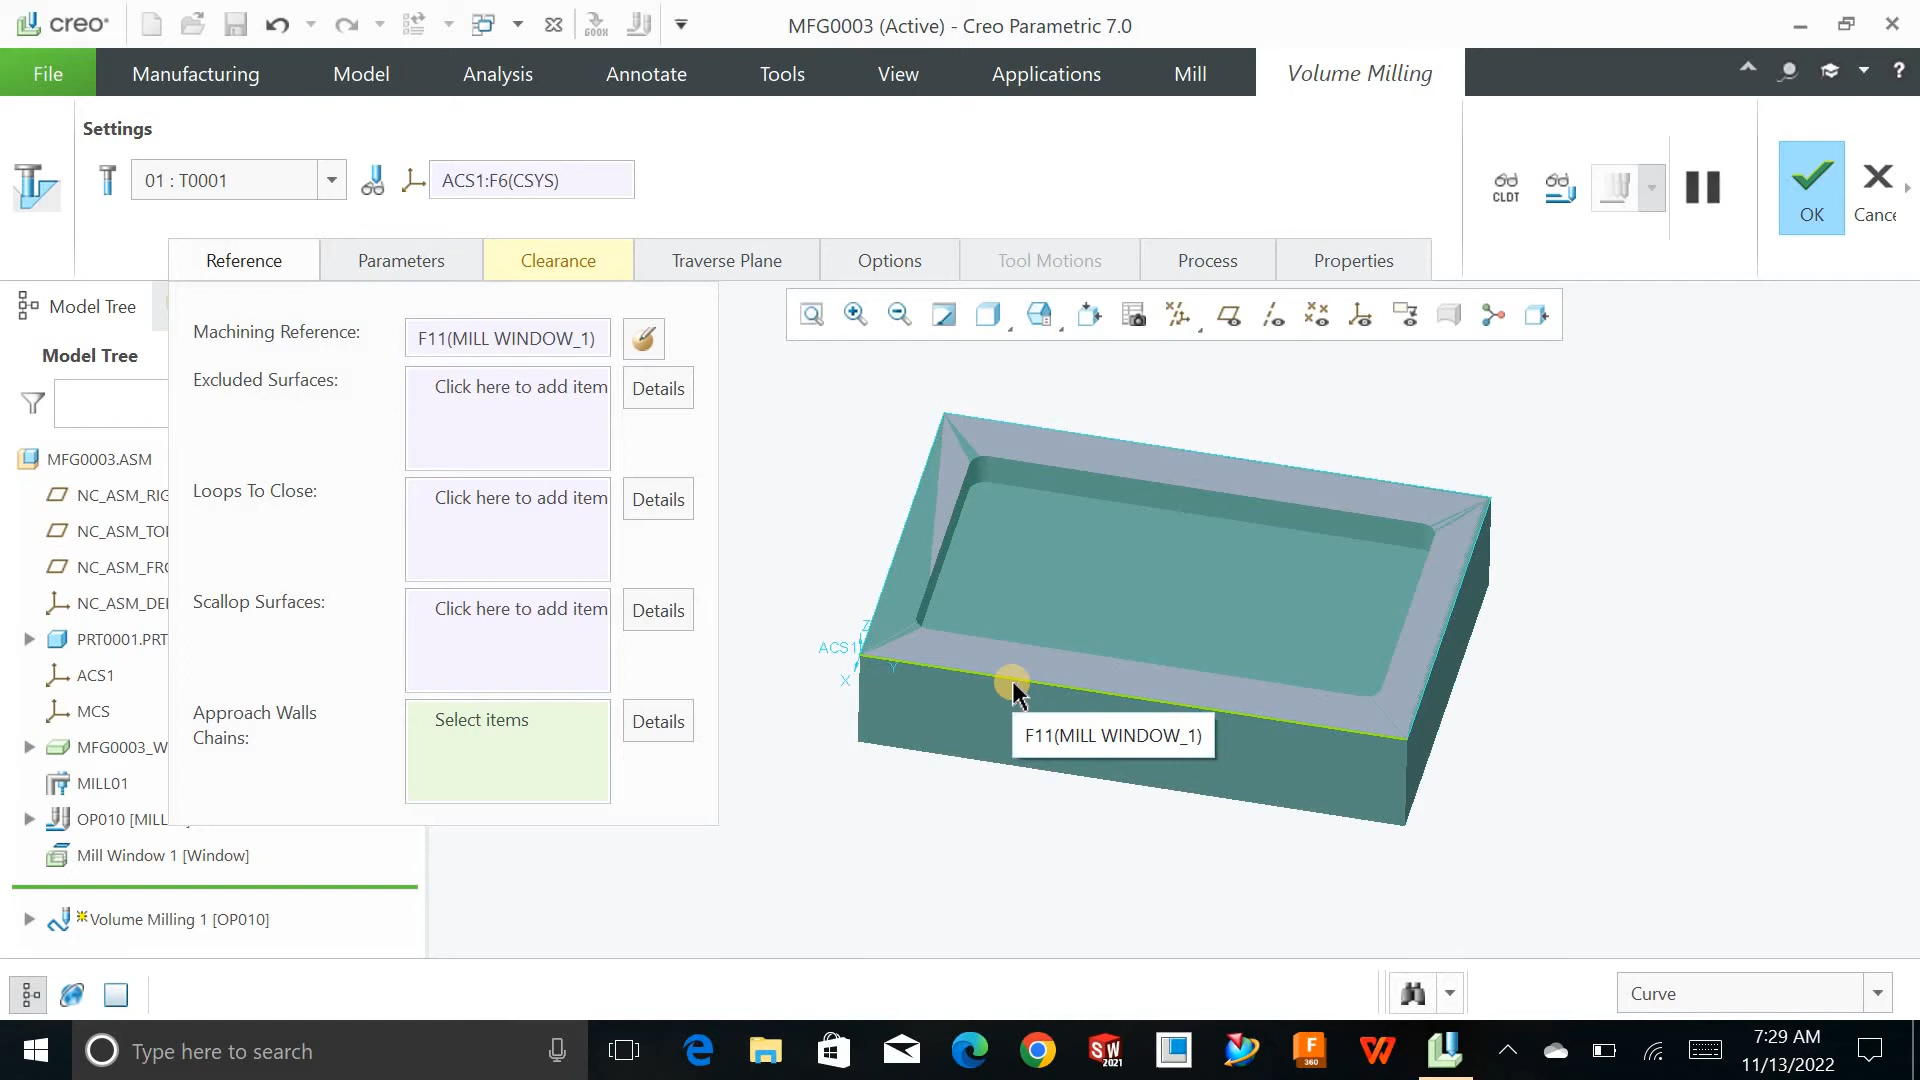 creo®
MFG0003 (Active) - Creo Parametric 7.0
File
Manufacturing
Model
Analysis
Annotate
Tools
View
Applications
Mill
Volume Milling
?
Settings
01 : T0001
ACS1:F6(CSYS)
CLDT
OK
Cance
Reference
Parameters
Clearance
Traverse Plane
Options
Tool Motions
Process
Properties
Model Tree
Model Tree
Machining Reference:
F11(MILL WINDOW_1)
Excluded Surfaces:
Click here to add item
Details
Loops To Close:
Click here to add item
Details
Scallop Surfaces:
Click here to add item
Details
Approach Walls
Chains:
Select items
Details
MFG0003.ASM
NC_ASM_RIG
NC_ASM_TO
NC_ASM_FR
NC_ASM_DE
PRT0001.PRT
ACS1
MCS
MFG0003_W
MILL01
OP010 [MILL
Mill Window 1 [Window]
Volume Milling 1 [OP010]
Z
ACS1
Y
X
F11(MILL WINDOW_1)
Curve
Type here to search
SW
2021
F
360
7:29 AM
11/13/2022